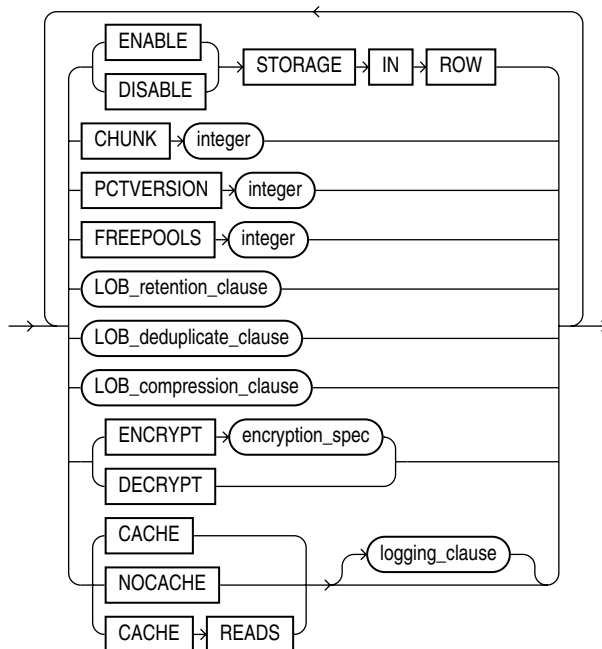 ENABLE
DISABLE
STORAGE IN ROW
CHUNK integer
PCTVERSION integer
FREEPOOLS integer
LOB_retention_clause
LOB_deduplicate_clause
LOB_compression_clause
ENCRYPT encryption_spec
DECRYPT
CACHE
NOCACHE
CACHE READS
logging_clause